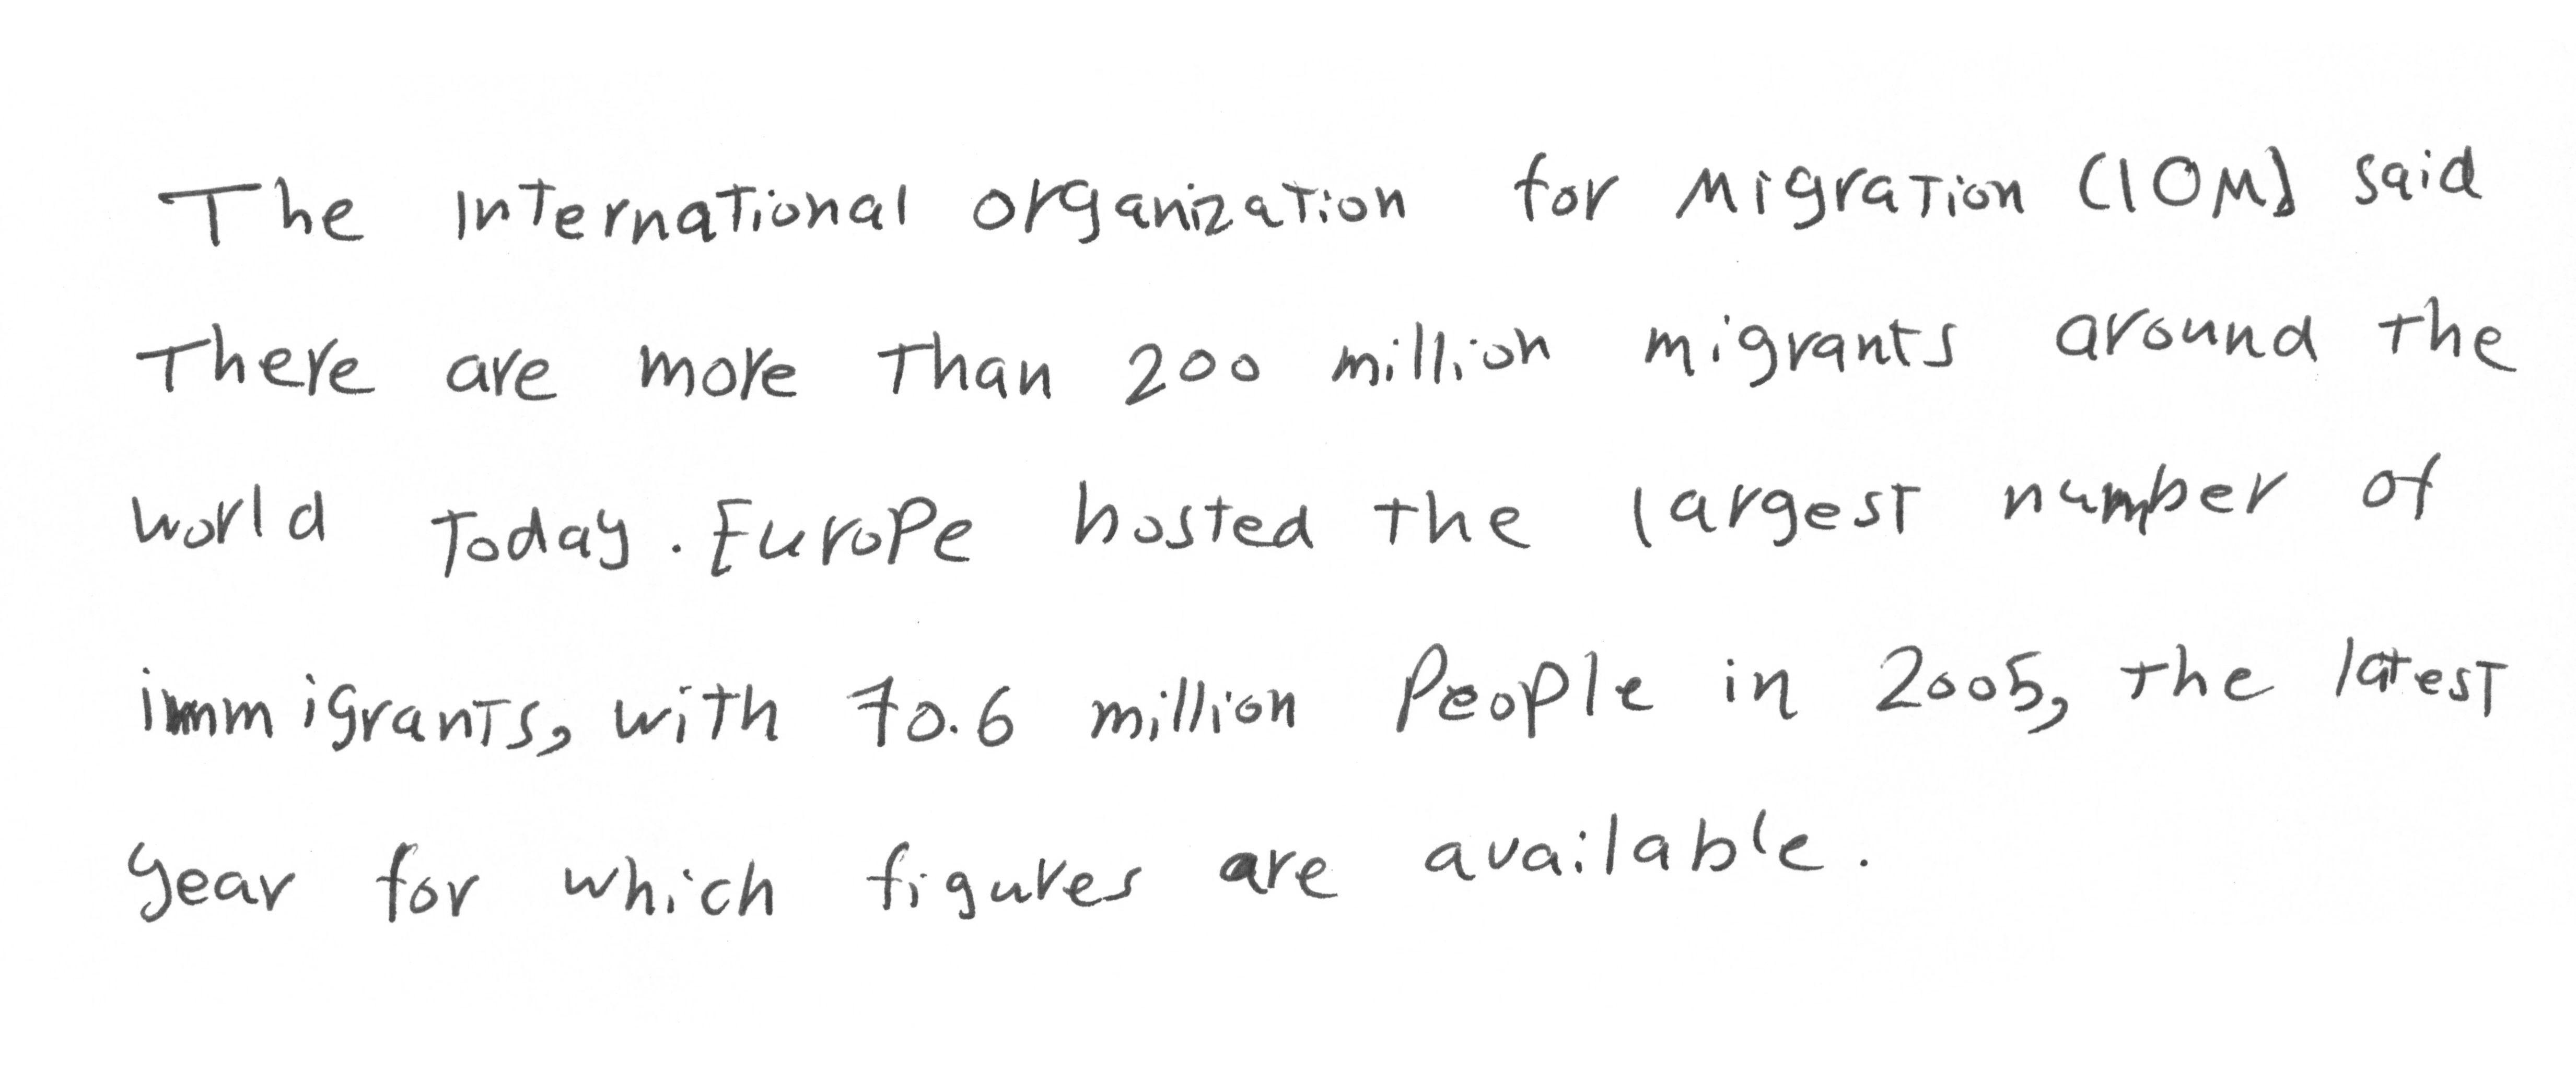 The International organization for Migration (IOM) said
There are more Than 200 million migrants around the
world Today. Europe hosted the largest number of
immigrants, with 70.6 million People in 2005, the latest
year for which figures are available.